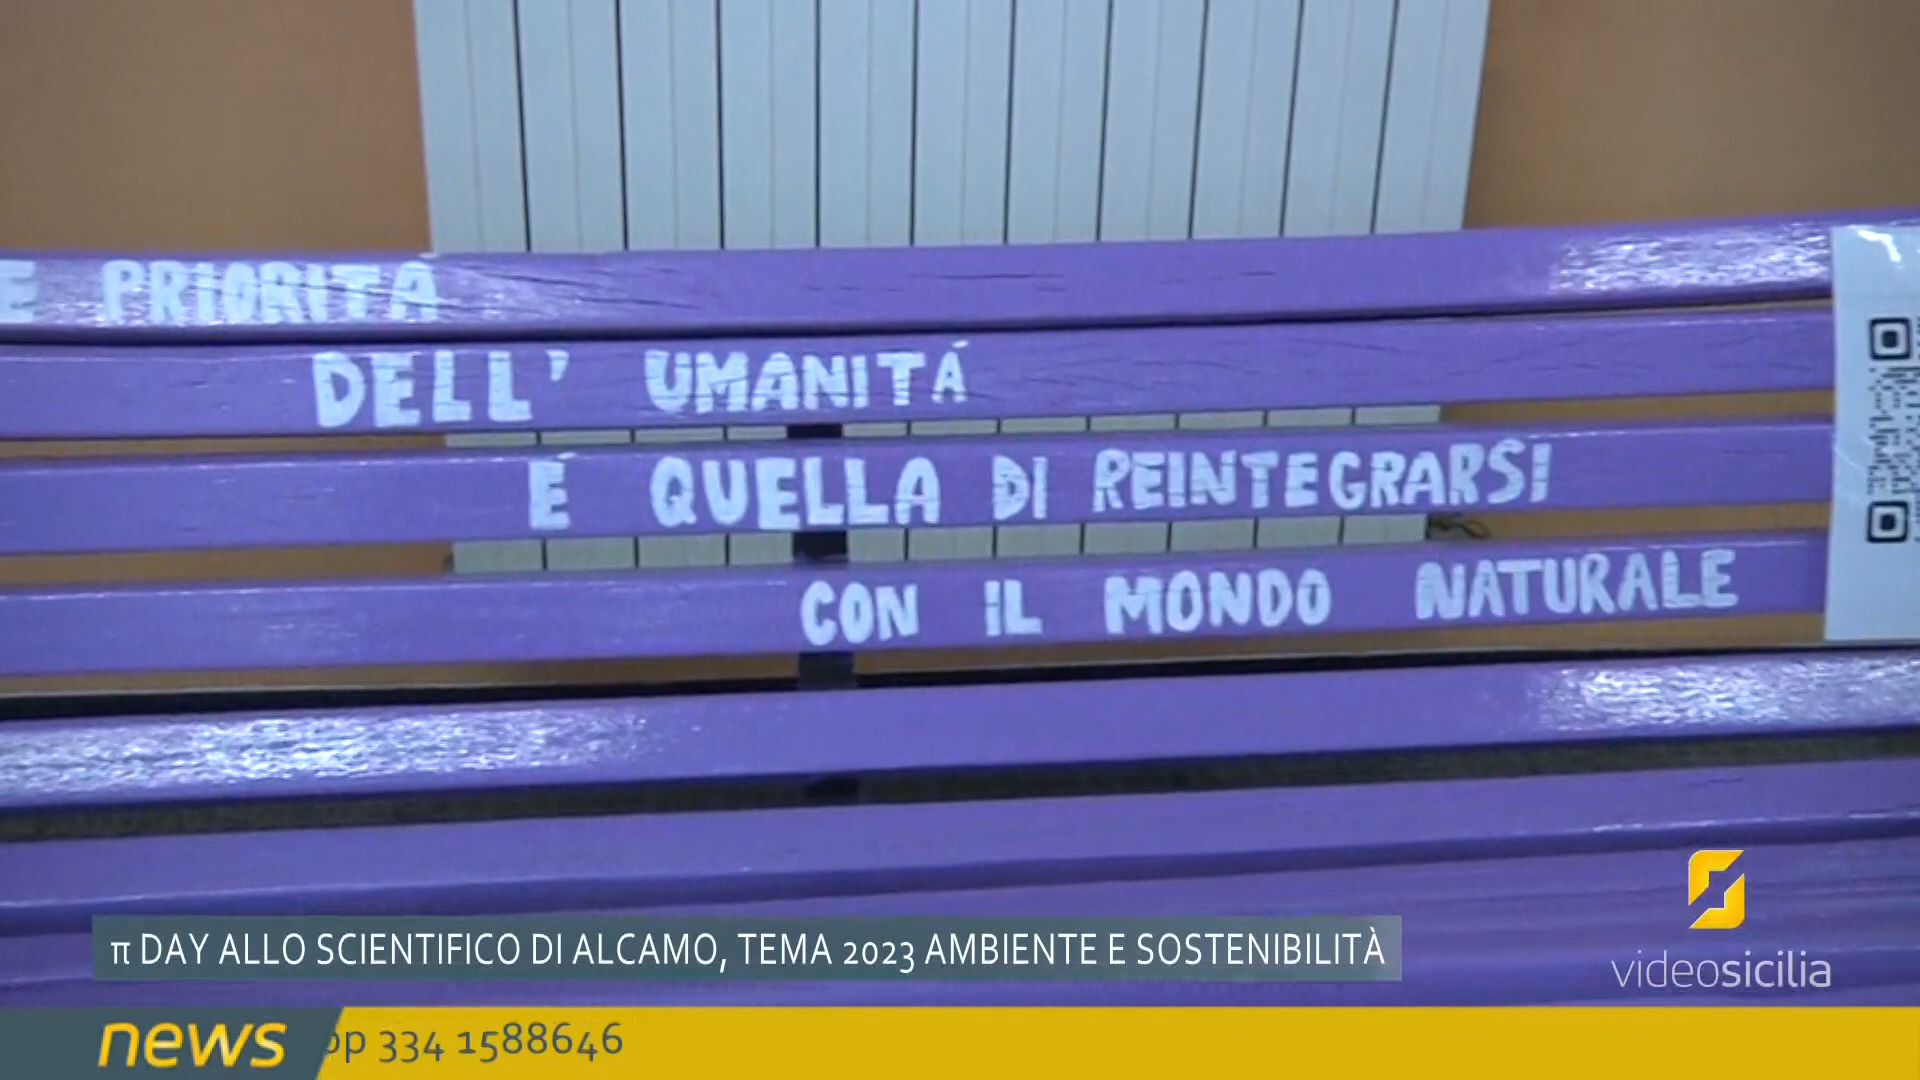 E PRIORITÀ
DELL' UMANITÁ
E QUELLA DI REINTEGRARSI
CON IL MONDO NATURALE
π DAY ALLO SCIENTIFICO DI ALCAMO, TEMA 2023 AMBIENTE E SOSTENIBILITÀ
videosicilia
news
pp 334 1588646